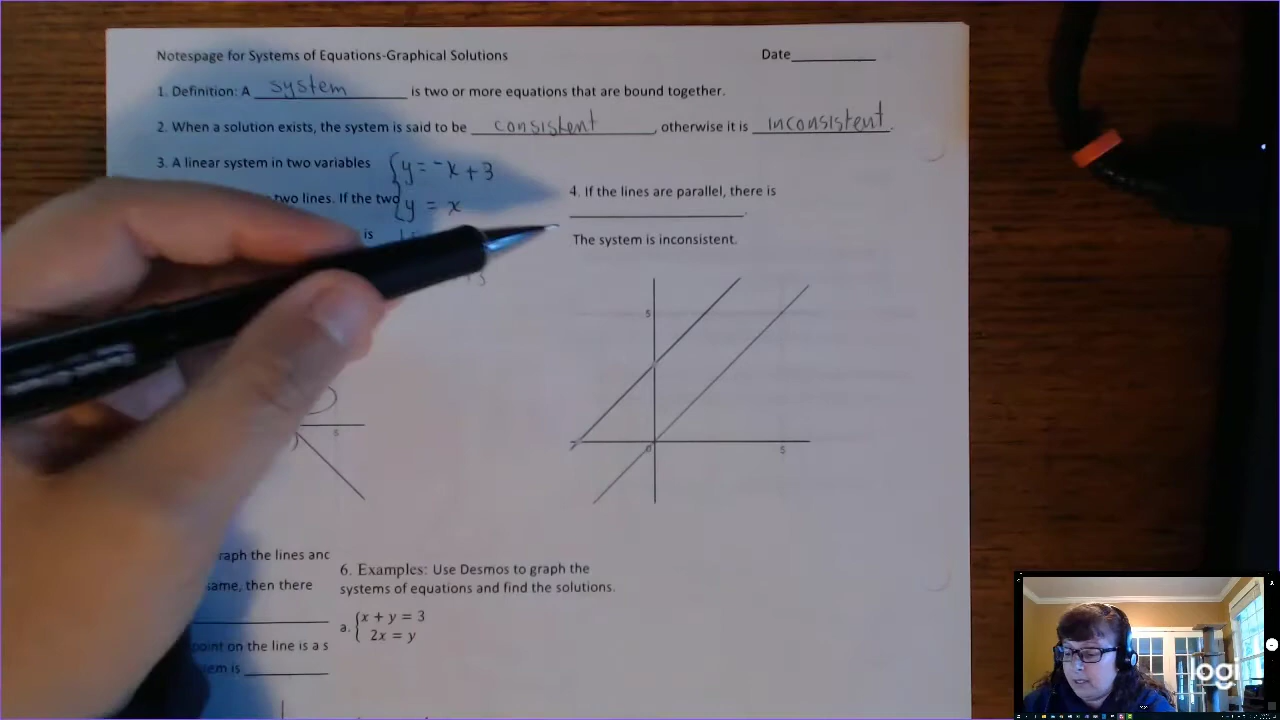 Notespage for Systems of Equations-Graphical Solutions Date
1. Definition: A system is two or more equations that are bound together.
2. When a solution exists, the system is said to be consistent, otherwise it is inconsistent.
3. A linear system in two variables { y = -x + 3
two lines. If the two y = x
is
4. If the lines are parallel, there is
The system is inconsistent.
5
0 5
5
raph the lines and
same, then there
point on the line is a s
em is
6. Examples: Use Desmos to graph the
systems of equations and find the solutions.
a. { x + y = 3
2x = y
logi